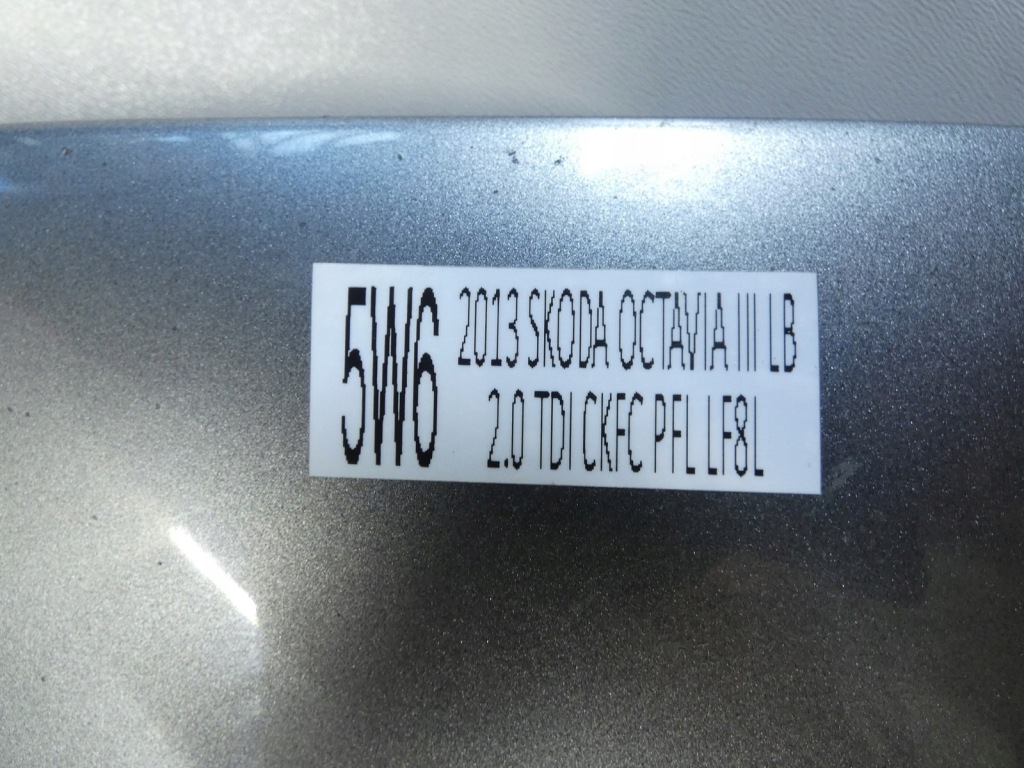 5W6
2013 SKODA OCTAVIA III LB
2.0 TDI CKFC PFL LF8L